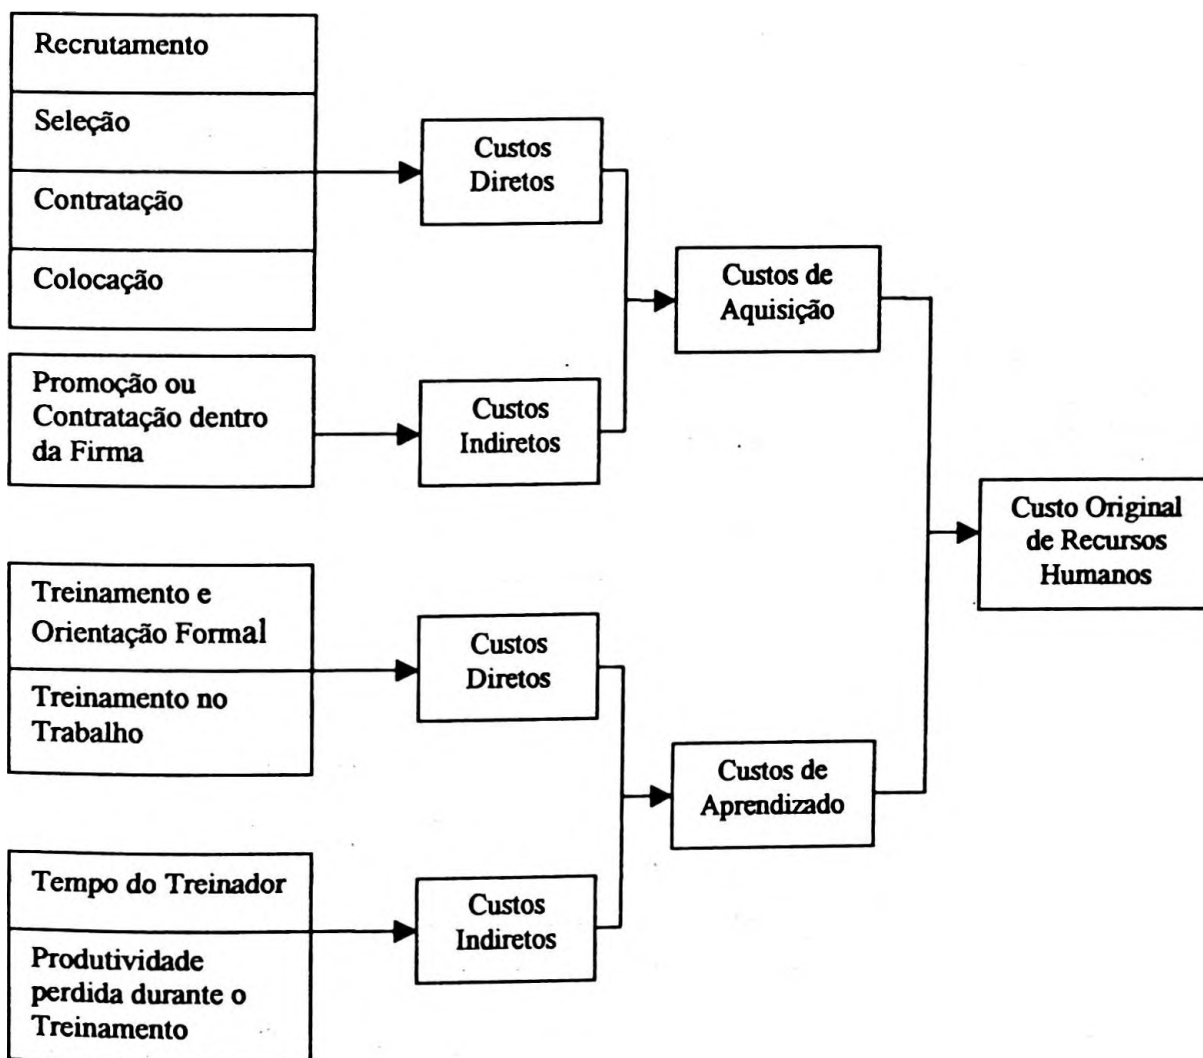 Recrutamento
Seleção
Contratação
Colocação
Custos
Diretos
Promoção ou
Contratação dentro
da Firma
Custos
Indiretos
Custos de
Aquisição
Treinamento e
Orientação Formal
Treinamento no
Trabalho
Custos
Diretos
Tempo do Treinador
Produtividade
perdida durante o
Treinamento
Custos
Indiretos
Custos de
Aprendizado
Custo Original
de Recursos
Humanos